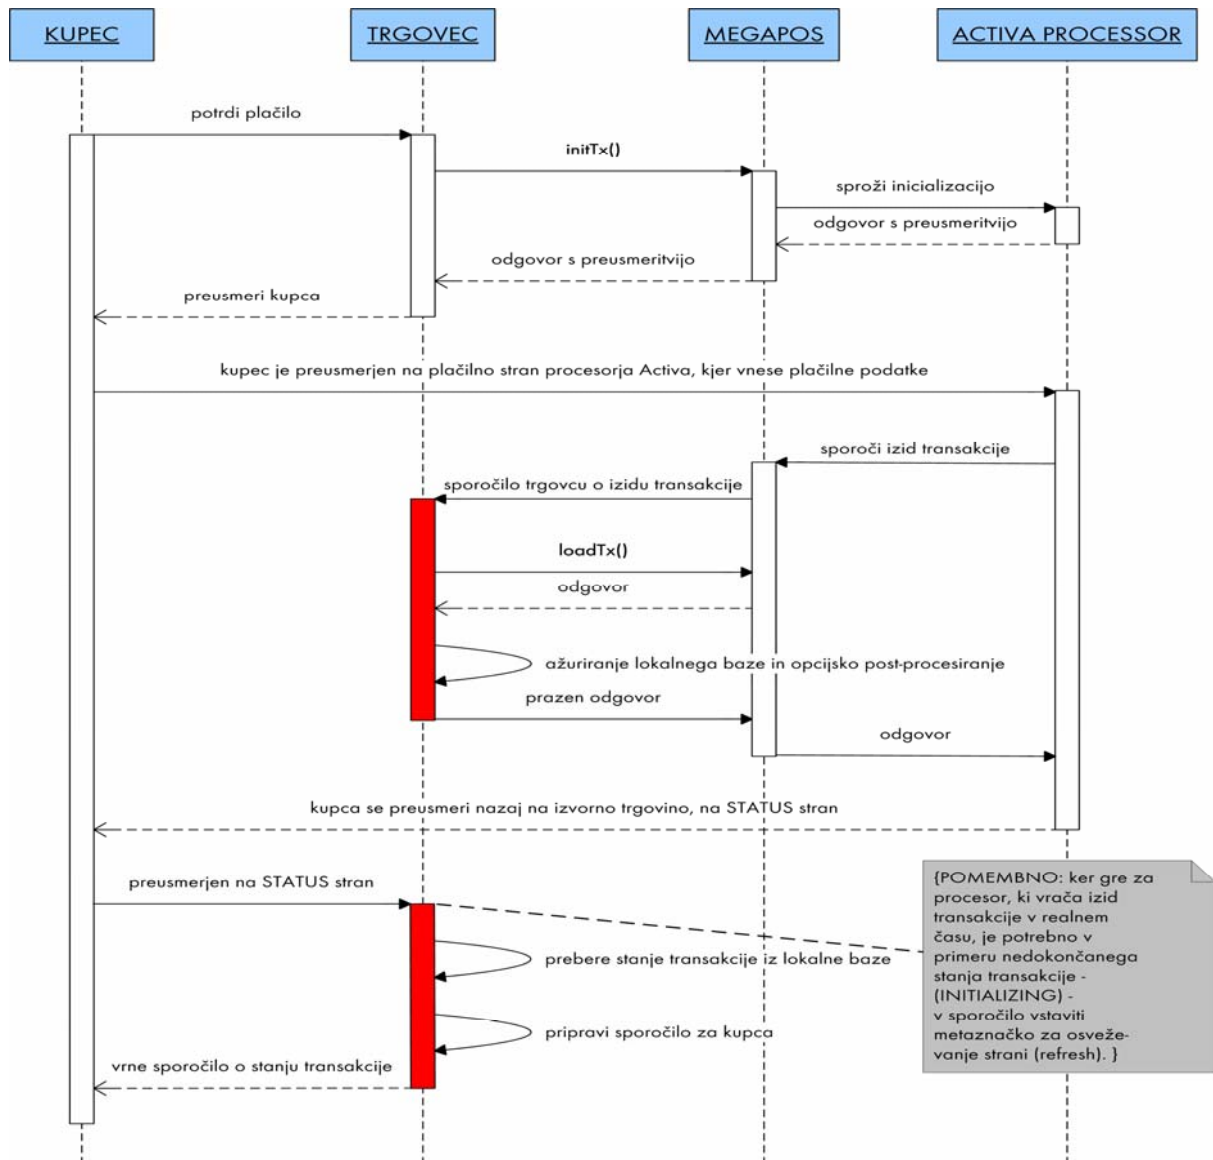 KUPEC
TRGOVEC
MEGAPOS
ACTIVA PROCESSOR
potrdi plačilo
initTx()
sproži inicializacijo
odgovor s preusmeritvijo
odgovor s preusmeritvijo
preusmeri kupca
kupec je preusmerjen na plačilno stran procesorja Activa, kjer vnese plačilne podatke
sporoči izid transakcije
sporočilo trgovcu o izidu transakcije
loadTx()
odgovor
ažuriranje lokalnega baze in opcijsko post-procesiranje
prazen odgovor
odgovor
kupca se preusmeri nazaj na izvorno trgovino, na STATUS stran
preusmerjen na STATUS stran
{POMEMBNO: ker gre za
procesor, ki vrača izid
transakcije v realnem
času, je potrebno v
primeru nedokončanega
stanja transakcije -
(INITIALIZING) -
v sporočilo vstaviti
metaznačko za osveže-
vanje strani (refresh). }
prebere stanje transakcije iz lokalne baze
pripravi sporočilo za kupca
vrne sporočilo o stanju transakcije